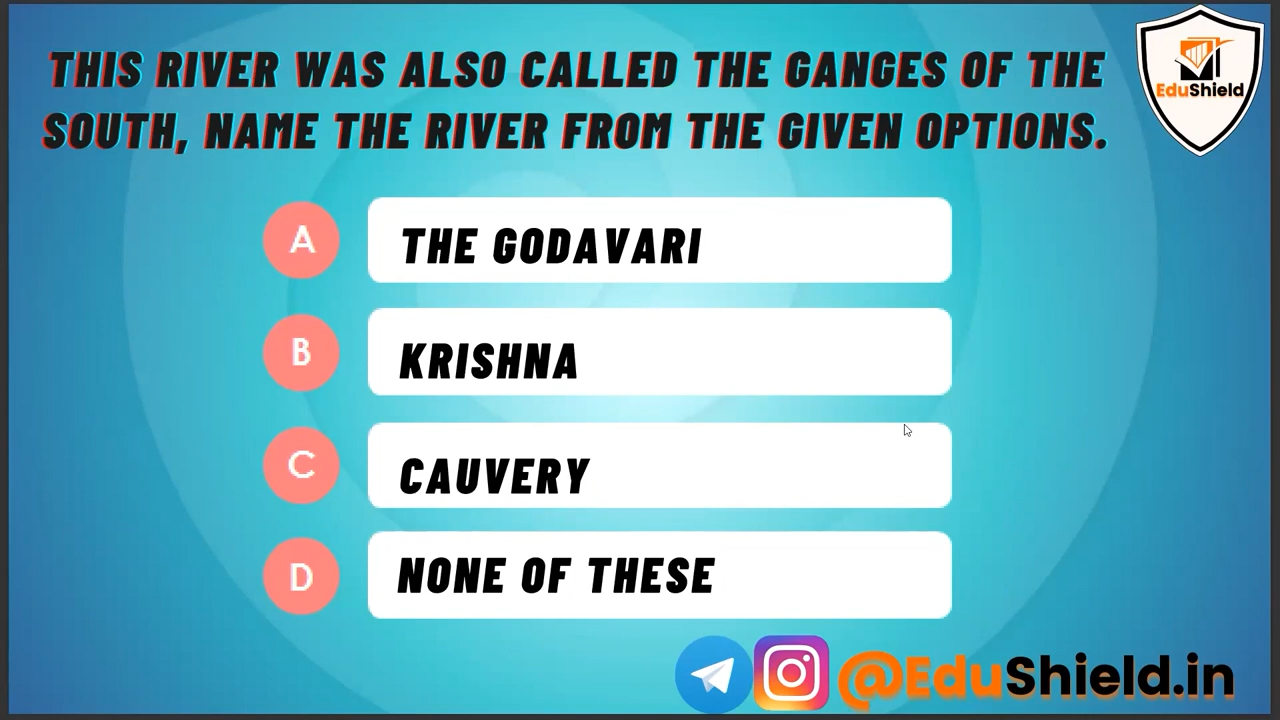 THIS RIVER WAS ALSO CALLED THE GANGES OF THE
SOUTH, NAME THE RIVER FROM THE GIVEN OPTIONS.
EduShield
A THE GODAVARI
B KRISHNA
C CAUVERY
D NONE OF THESE
@EduShield.in